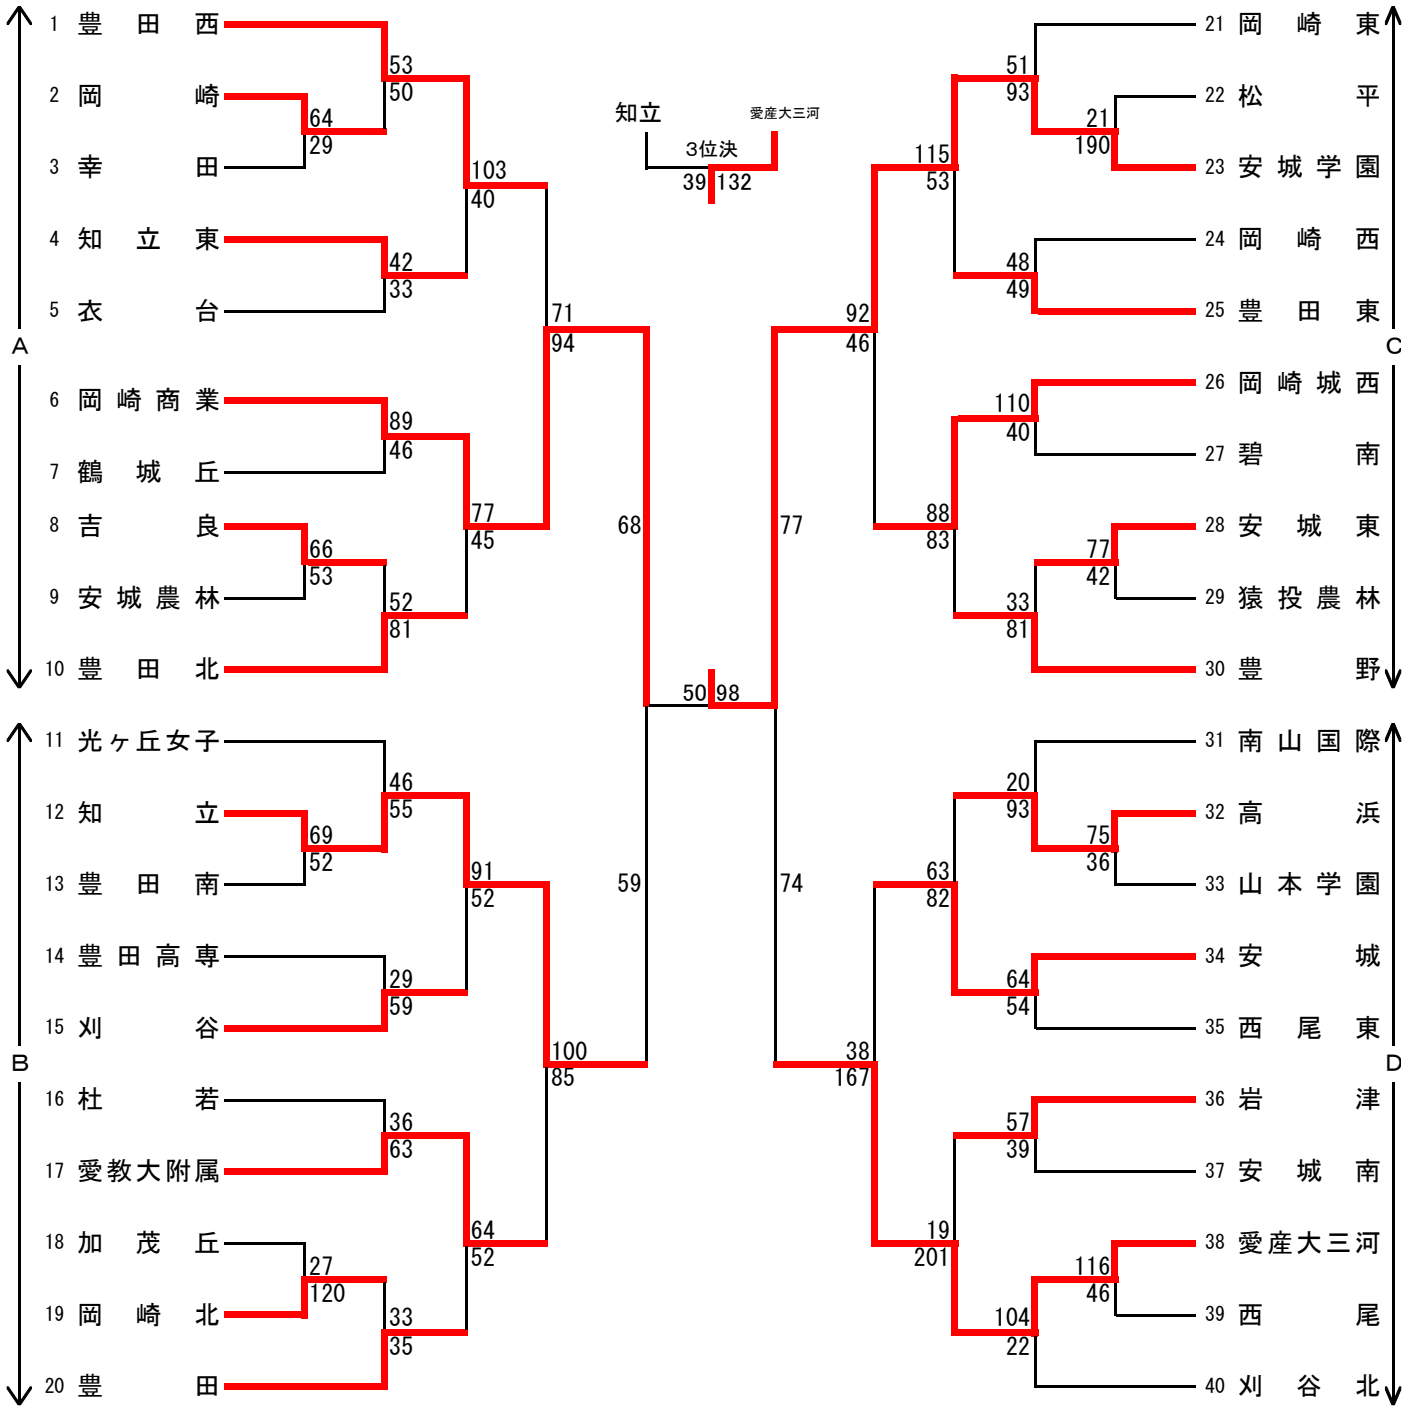 1 豊田西
53
50
2 岡崎
64
29
3 幸田
103
40
4 知立東
42
33
5 衣台
71
94
A
6 岡崎商業
89
46
7 鶴城丘
77
45
8 吉良
66
53
9 安城農林
52
81
10 豊田北
68
11 光ヶ丘女子
46
55
12 知立
69
52
13 豊田南
91
52
59
14 豊田高専
29
59
15 刈谷
B
100
85
16 杜若
36
63
17 愛教大附属
64
52
18 加茂丘
27
120
19 岡崎北
33
35
20 豊田
知立
愛産大三河
3位決
39 132
77
50 98
74
21 岡崎東
51
93
22 松平
21
190
23 安城学園
115
53
24 岡崎西
48
49
25 豊田東
92
46
C
26 岡崎城西
110
40
27 碧南
88
83
28 安城東
77
42
29 猿投農林
33
81
30 豊野
31 南山国際
20
93
32 高浜
75
36
33 山本学園
63
82
34 安城
64
54
35 西尾東
38
167
D
36 岩津
57
39
37 安城南
19
201
38 愛産大三河
116
46
39 西尾
104
22
40 刈谷北